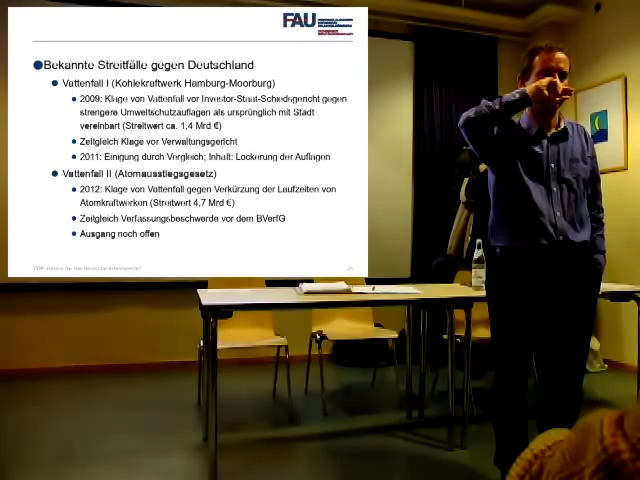 FAU
Bekannte Streitfälle gegen Deutschland
Vattenfall I (Kohlekraftwerk Hamburg-Moorburg)
2009: Klage von Vattenfall vor Investor-Staat-Schiedsgericht gegen
strengere Umweltschutzauflagen als ursprünglich mit Stadt
vereinbart (Streitwert ca. 1,4 Mrd €)
Zeitgleich Klage vor Verwaltungsgericht
2011: Einigung durch Vergleich; Inhalt: Lockerung der Auflagen
Vattenfall II (Atomausstiegsgesetz)
2012: Klage von Vattenfall gegen Verkürzung der Laufzeiten von
Atomkraftwerken (Streitwert 4,7 Mrd €)
Zeitgleich Verfassungsbeschwerde vor dem BVerfG
Ausgang noch offen